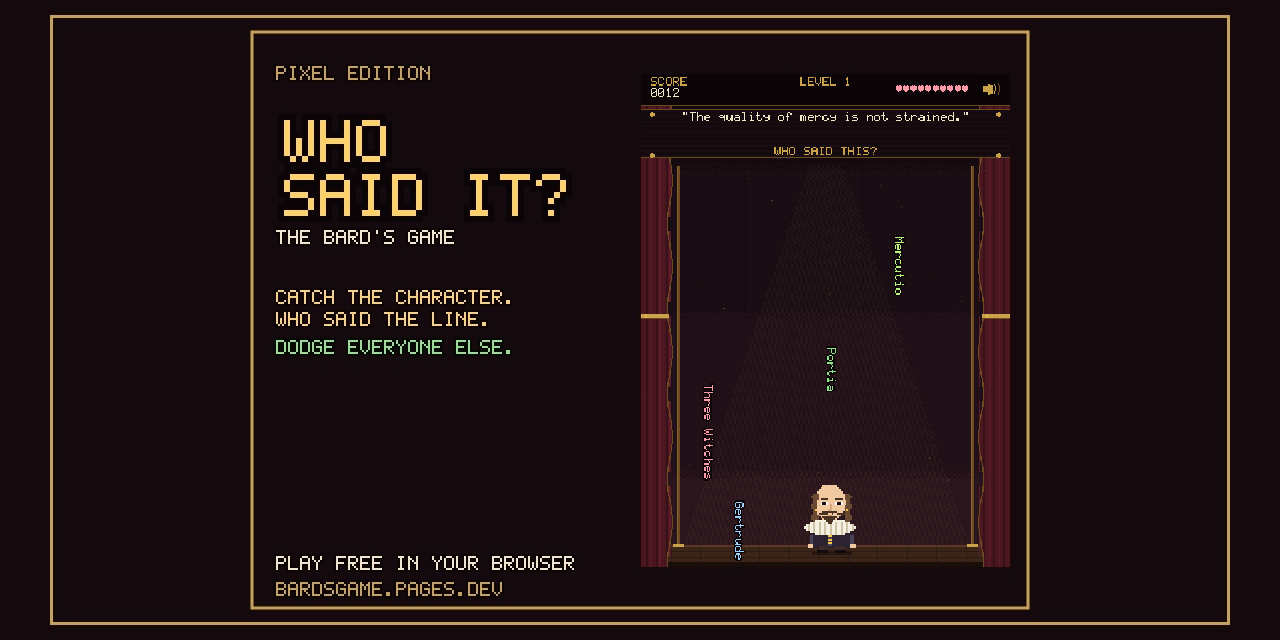 PIXEL EDITION
WHO
SAID IT?
THE BARD'S GAME
CATCH THE CHARACTER.
WHO SAID THE LINE.
DODGE EVERYONE ELSE.
PLAY FREE IN YOUR BROWSER
BARDSGAME.PAGES.DEV
SCORE
0012
LEVEL 1
"The quality of mercy is not strained."
WHO SAID THIS?
Mercutio
Portia
Three Witches
Gertrude